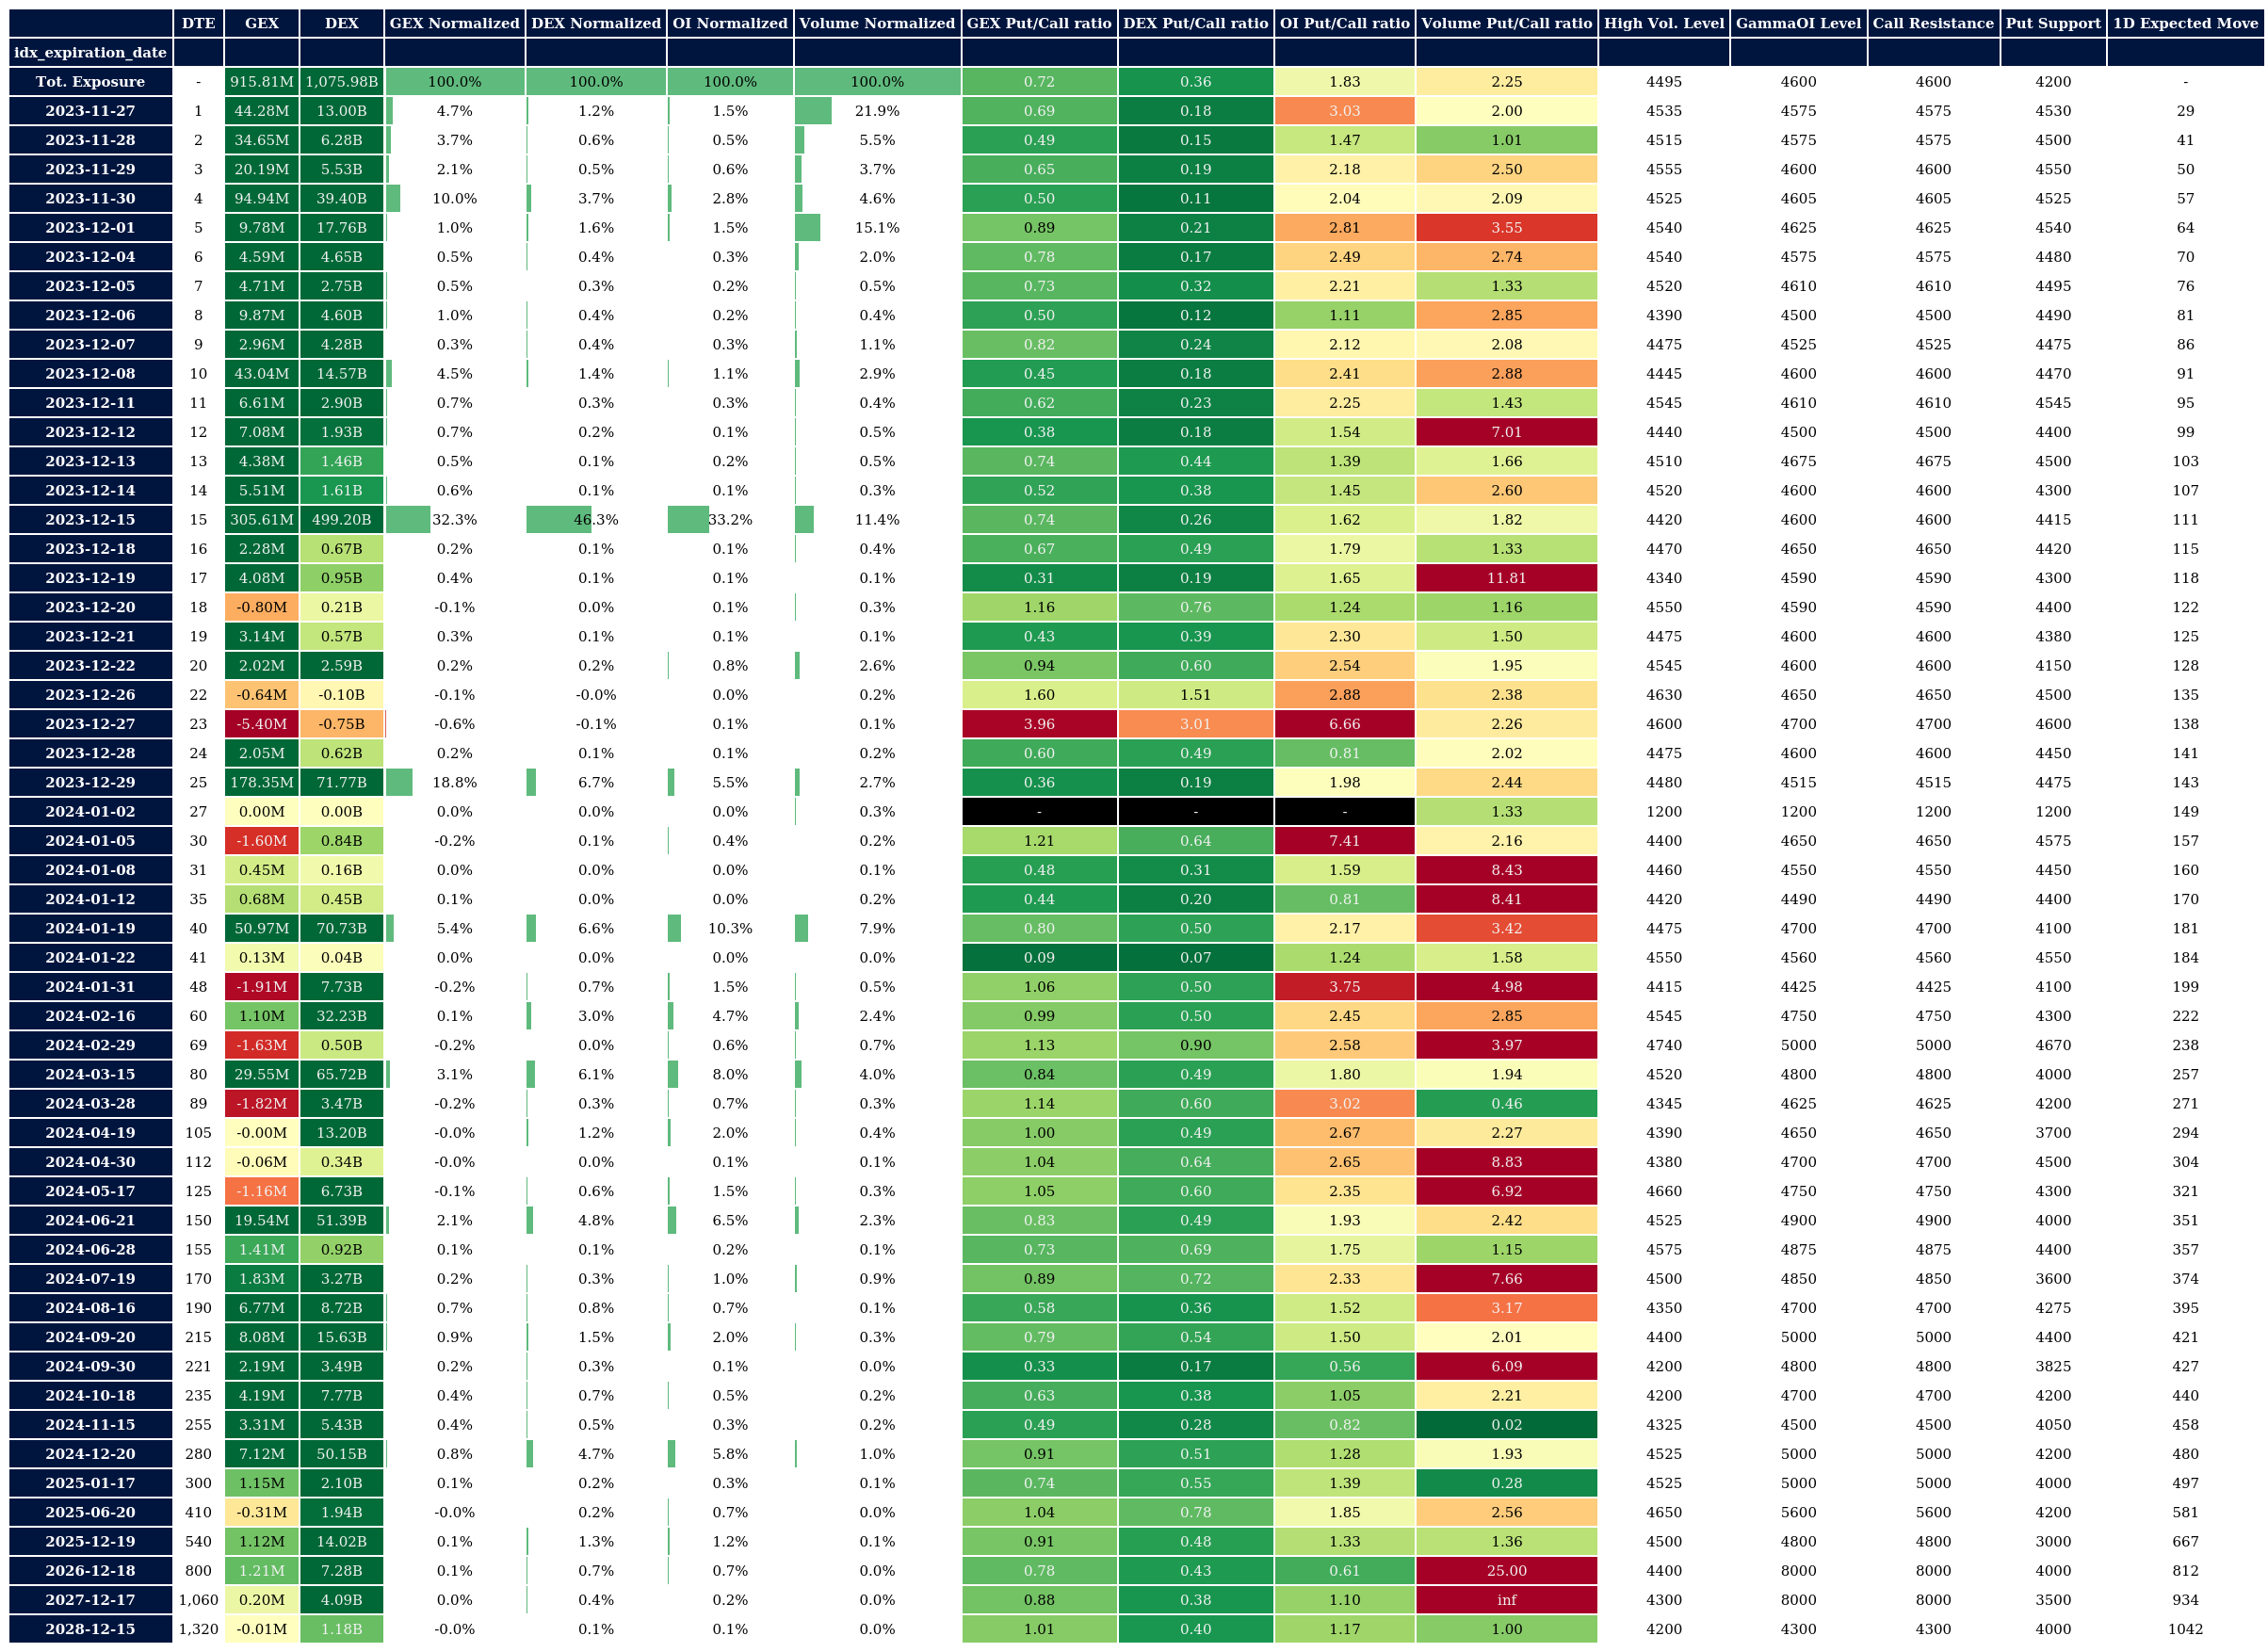 DTE GEX DEX GEX Normalized DEX Normalized OI Normalized Volume Normalized GEX Put/Call ratio DEX Put/Call ratio OI Put/Call ratio Volume Put/Call ratio High Vol. Level GammaOI Level Call Resistance Put Support 1D Expected Move
idx_expiration_date
Tot. Exposure - 915.81M 1,075.98B 100.0% 100.0% 100.0% 100.0% 0.72 0.36 1.83 2.25 4495 4600 4600 4200 -
2023-11-27 1 44.28M 13.00B 4.7% 1.2% 1.5% 21.9% 0.69 0.18 3.03 2.00 4535 4575 4575 4530 29
2023-11-28 2 34.65M 6.28B 3.7% 0.6% 0.5% 5.5% 0.49 0.15 1.47 1.01 4515 4575 4575 4500 41
2023-11-29 3 20.19M 5.53B 2.1% 0.5% 0.6% 3.7% 0.65 0.19 2.18 2.50 4555 4600 4600 4550 50
2023-11-30 4 94.94M 39.40B 10.0% 3.7% 2.8% 4.6% 0.50 0.11 2.04 2.09 4525 4605 4605 4525 57
2023-12-01 5 9.78M 17.76B 1.0% 1.6% 1.5% 15.1% 0.89 0.21 2.81 3.55 4540 4625 4625 4540 64
2023-12-04 6 4.59M 4.65B 0.5% 0.4% 0.3% 2.0% 0.78 0.17 2.49 2.74 4540 4575 4575 4480 70
2023-12-05 7 4.71M 2.75B 0.5% 0.3% 0.2% 0.5% 0.73 0.32 2.21 1.33 4520 4610 4610 4495 76
2023-12-06 8 9.87M 4.60B 1.0% 0.4% 0.2% 0.4% 0.50 0.12 1.11 2.85 4390 4500 4500 4490 81
2023-12-07 9 2.96M 4.28B 0.3% 0.4% 0.3% 1.1% 0.82 0.24 2.12 2.08 4475 4525 4525 4475 86
2023-12-08 10 43.04M 14.57B 4.5% 1.4% 1.1% 2.9% 0.45 0.18 2.41 2.88 4445 4600 4600 4470 91
2023-12-11 11 6.61M 2.90B 0.7% 0.3% 0.3% 0.4% 0.62 0.23 2.25 1.43 4545 4610 4610 4545 95
2023-12-12 12 7.08M 1.93B 0.7% 0.2% 0.1% 0.5% 0.38 0.18 1.54 7.01 4440 4500 4500 4400 99
2023-12-13 13 4.38M 1.46B 0.5% 0.1% 0.2% 0.5% 0.74 0.44 1.39 1.66 4510 4675 4675 4500 103
2023-12-14 14 5.51M 1.61B 0.6% 0.1% 0.1% 0.3% 0.52 0.38 1.45 2.60 4520 4600 4600 4300 107
2023-12-15 15 305.61M 499.20B 32.3% 46.3% 33.2% 11.4% 0.74 0.26 1.62 1.82 4420 4600 4600 4415 111
2023-12-18 16 2.28M 0.67B 0.2% 0.1% 0.1% 0.4% 0.67 0.49 1.79 1.33 4470 4650 4650 4420 115
2023-12-19 17 4.08M 0.95B 0.4% 0.1% 0.1% 0.1% 0.31 0.19 1.65 11.81 4340 4590 4590 4300 118
2023-12-20 18 -0.80M 0.21B -0.1% 0.0% 0.1% 0.3% 1.16 0.76 1.24 1.16 4550 4590 4590 4400 122
2023-12-21 19 3.14M 0.57B 0.3% 0.1% 0.1% 0.1% 0.43 0.39 2.30 1.50 4475 4600 4600 4380 125
2023-12-22 20 2.02M 2.59B 0.2% 0.2% 0.8% 2.6% 0.94 0.60 2.54 1.95 4545 4600 4600 4150 128
2023-12-26 22 -0.64M -0.10B -0.1% -0.0% 0.0% 0.2% 1.60 1.51 2.88 2.38 4630 4650 4650 4500 135
2023-12-27 23 -5.40M -0.75B -0.6% -0.1% 0.1% 0.1% 3.96 3.01 6.66 2.26 4600 4700 4700 4600 138
2023-12-28 24 2.05M 0.62B 0.2% 0.1% 0.1% 0.2% 0.60 0.49 0.81 2.02 4475 4600 4600 4450 141
2023-12-29 25 178.35M 71.77B 18.8% 6.7% 5.5% 2.7% 0.36 0.19 1.98 2.44 4480 4515 4515 4475 143
2024-01-02 27 0.00M 0.00B 0.0% 0.0% 0.0% 0.3% - - - 1.33 1200 1200 1200 1200 149
2024-01-05 30 -1.60M 0.84B -0.2% 0.1% 0.4% 0.2% 1.21 0.64 7.41 2.16 4400 4650 4650 4575 157
2024-01-08 31 0.45M 0.16B 0.0% 0.0% 0.0% 0.1% 0.48 0.31 1.59 8.43 4460 4550 4550 4450 160
2024-01-12 35 0.68M 0.45B 0.1% 0.0% 0.0% 0.2% 0.44 0.20 0.81 8.41 4420 4490 4490 4400 170
2024-01-19 40 50.97M 70.73B 5.4% 6.6% 10.3% 7.9% 0.80 0.50 2.17 3.42 4475 4700 4700 4100 181
2024-01-22 41 0.13M 0.04B 0.0% 0.0% 0.0% 0.0% 0.09 0.07 1.24 1.58 4550 4560 4560 4550 184
2024-01-31 48 -1.91M 7.73B -0.2% 0.7% 1.5% 0.5% 1.06 0.50 3.75 4.98 4415 4425 4425 4100 199
2024-02-16 60 1.10M 32.23B 0.1% 3.0% 4.7% 2.4% 0.99 0.50 2.45 2.85 4545 4750 4750 4300 222
2024-02-29 69 -1.63M 0.50B -0.2% 0.0% 0.6% 0.7% 1.13 0.90 2.58 3.97 4740 5000 5000 4670 238
2024-03-15 80 29.55M 65.72B 3.1% 6.1% 8.0% 4.0% 0.84 0.49 1.80 1.94 4520 4800 4800 4000 257
2024-03-28 89 -1.82M 3.47B -0.2% 0.3% 0.7% 0.3% 1.14 0.60 3.02 0.46 4345 4625 4625 4200 271
2024-04-19 105 -0.00M 13.20B -0.0% 1.2% 2.0% 0.4% 1.00 0.49 2.67 2.27 4390 4650 4650 3700 294
2024-04-30 112 -0.06M 0.34B -0.0% 0.0% 0.1% 0.1% 1.04 0.64 2.65 8.83 4380 4700 4700 4500 304
2024-05-17 125 -1.16M 6.73B -0.1% 0.6% 1.5% 0.3% 1.05 0.60 2.35 6.92 4660 4750 4750 4300 321
2024-06-21 150 19.54M 51.39B 2.1% 4.8% 6.5% 2.3% 0.83 0.49 1.93 2.42 4525 4900 4900 4000 351
2024-06-28 155 1.41M 0.92B 0.1% 0.1% 0.2% 0.1% 0.73 0.69 1.75 1.15 4575 4875 4875 4400 357
2024-07-19 170 1.83M 3.27B 0.2% 0.3% 1.0% 0.9% 0.89 0.72 2.33 7.66 4500 4850 4850 3600 374
2024-08-16 190 6.77M 8.72B 0.7% 0.8% 0.7% 0.1% 0.58 0.36 1.52 3.17 4350 4700 4700 4275 395
2024-09-20 215 8.08M 15.63B 0.9% 1.5% 2.0% 0.3% 0.79 0.54 1.50 2.01 4400 5000 5000 4400 421
2024-09-30 221 2.19M 3.49B 0.2% 0.3% 0.1% 0.0% 0.33 0.17 0.56 6.09 4200 4800 4800 3825 427
2024-10-18 235 4.19M 7.77B 0.4% 0.7% 0.5% 0.2% 0.63 0.38 1.05 2.21 4200 4700 4700 4200 440
2024-11-15 255 3.31M 5.43B 0.4% 0.5% 0.3% 0.2% 0.49 0.28 0.82 0.02 4325 4500 4500 4050 458
2024-12-20 280 7.12M 50.15B 0.8% 4.7% 5.8% 1.0% 0.91 0.51 1.28 1.93 4525 5000 5000 4200 480
2025-01-17 300 1.15M 2.10B 0.1% 0.2% 0.3% 0.1% 0.74 0.55 1.39 0.28 4525 5000 5000 4000 497
2025-06-20 410 -0.31M 1.94B -0.0% 0.2% 0.7% 0.0% 1.04 0.78 1.85 2.56 4650 5600 5600 4200 581
2025-12-19 540 1.12M 14.02B 0.1% 1.3% 1.2% 0.1% 0.91 0.48 1.33 1.36 4500 4800 4800 3000 667
2026-12-18 800 1.21M 7.28B 0.1% 0.7% 0.7% 0.0% 0.78 0.43 0.61 25.00 4400 8000 8000 4000 812
2027-12-17 1,060 0.20M 4.09B 0.0% 0.4% 0.2% 0.0% 0.88 0.38 1.10 inf 4300 8000 8000 3500 934
2028-12-15 1,320 -0.01M 1.18B -0.0% 0.1% 0.1% 0.0% 1.01 0.40 1.17 1.00 4200 4300 4300 4000 1042